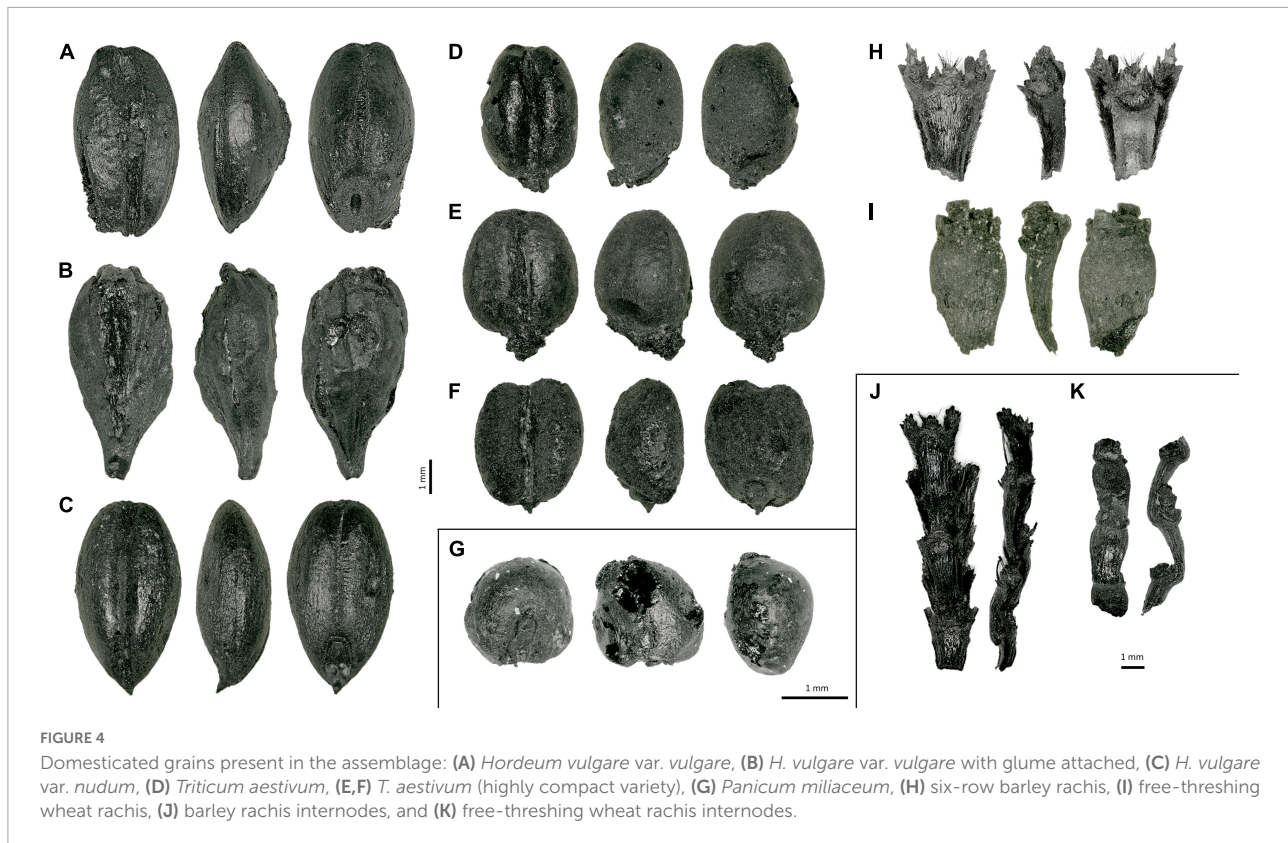 A
B
C
1 mm
D
E
F
G
1 mm
H
I
J
K
1 mm
FIGURE 4
Domesticated grains present in the assemblage: (A) Hordeum vulgare var. vulgare, (B) H. vulgare var. vulgare with glume attached, (C) H. vulgare
var. nudum, (D) Triticum aestivum, (E,F) T. aestivum (highly compact variety), (G) Panicum miliaceum, (H) six-row barley rachis, (I) free-threshing
wheat rachis, (J) barley rachis internodes, and (K) free-threshing wheat rachis internodes.